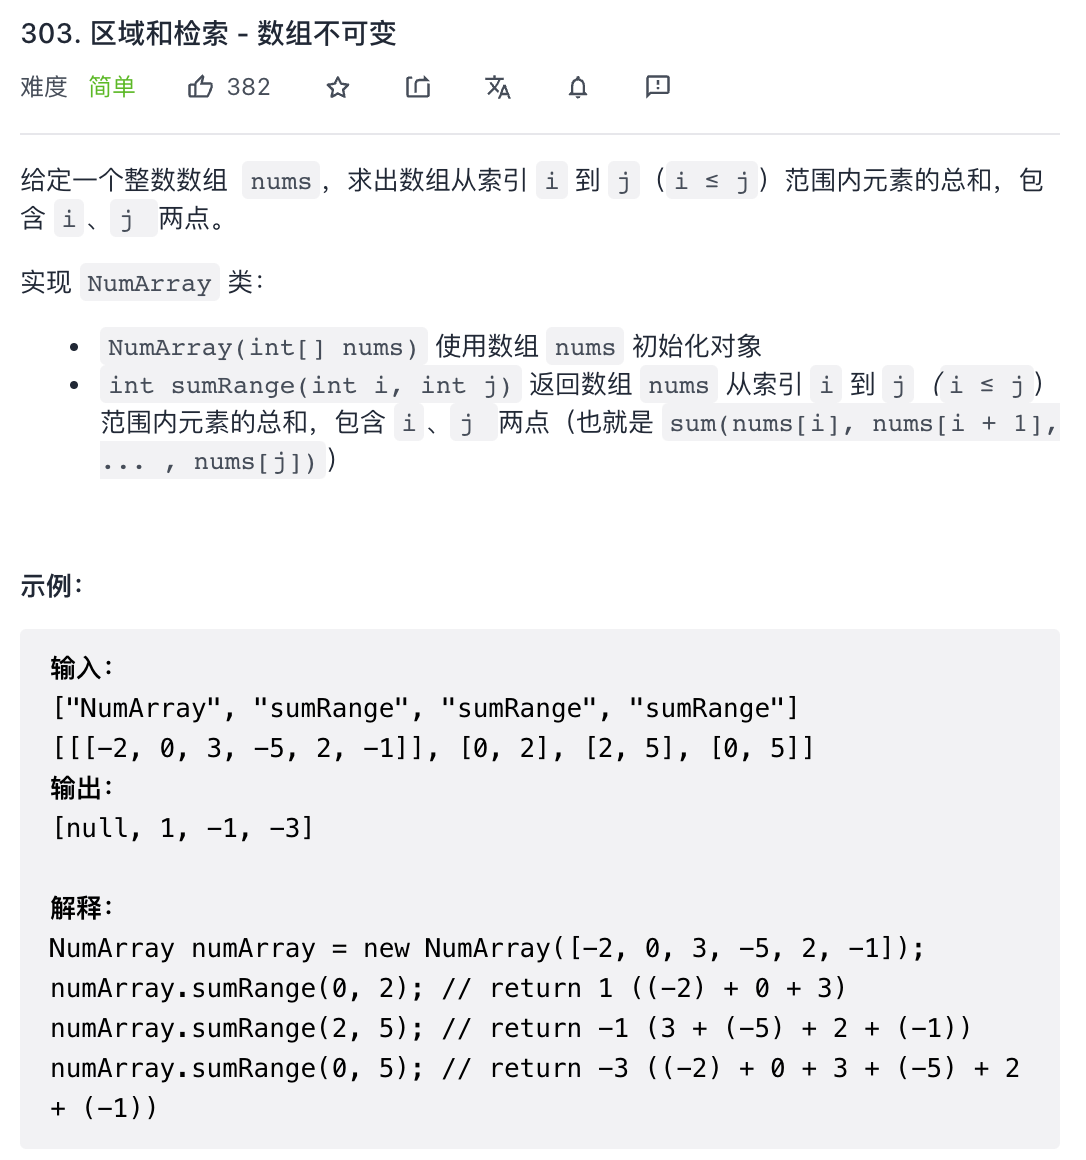 303. 区域和检索 - 数组不可变
难度 简单 382
给定一个整数数组 nums，求出数组从索引 i 到 j（i ≤ j）范围内元素的总和，包
含 i、j 两点。
实现 NumArray 类：
• NumArray(int[] nums) 使用数组 nums 初始化对象
• int sumRange(int i, int j) 返回数组 nums 从索引 i 到 j（i ≤ j）
范围内元素的总和，包含 i、j 两点（也就是 sum(nums[i], nums[i + 1],
... , nums[j])）
示例：
输入：
["NumArray", "sumRange", "sumRange", "sumRange"]
[[[-2, 0, 3, -5, 2, -1]], [0, 2], [2, 5], [0, 5]]
输出：
[null, 1, -1, -3]
解释：
NumArray numArray = new NumArray([-2, 0, 3, -5, 2, -1]);
numArray.sumRange(0, 2); // return 1 ((-2) + 0 + 3)
numArray.sumRange(2, 5); // return -1 (3 + (-5) + 2 + (-1))
numArray.sumRange(0, 5); // return -3 ((-2) + 0 + 3 + (-5) + 2
+ (-1))